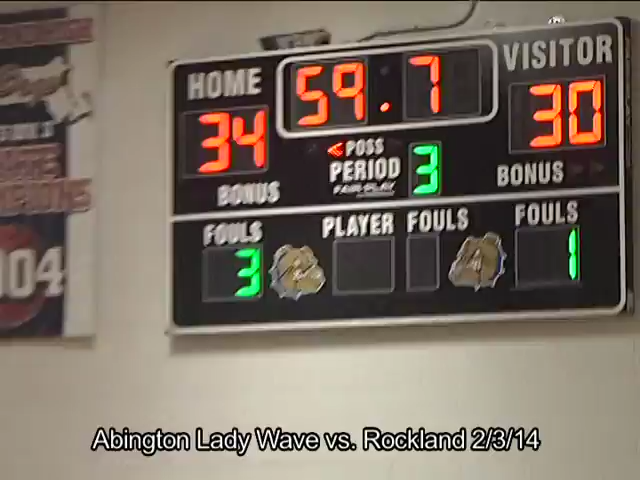 HOME 59.7 VISITOR
34 30
< POSS
PERIOD 3
FAIR-PLAY
BONUS BONUS
FOULS PLAYER FOULS FOULS
3 1
004
Abington Lady Wave vs. Rockland 2/3/14